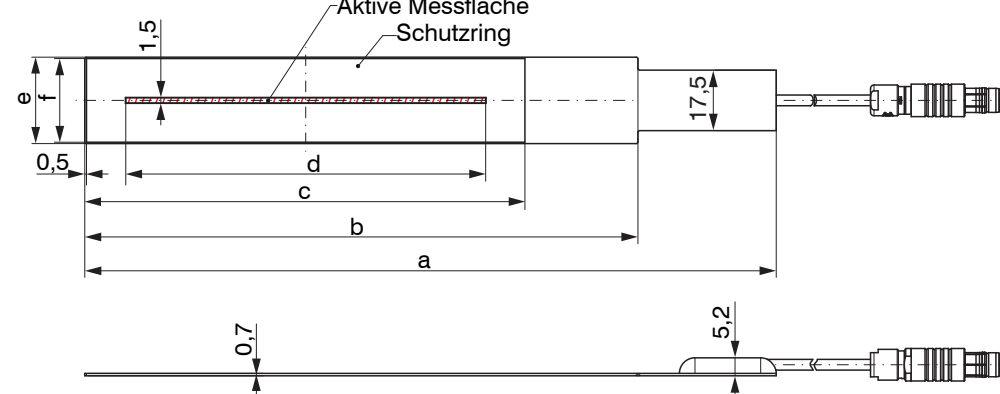 Aktive Messfläche
Schutzring
1,5
e
f
17,5
0,5
d
c
b
a
0,7
5,2